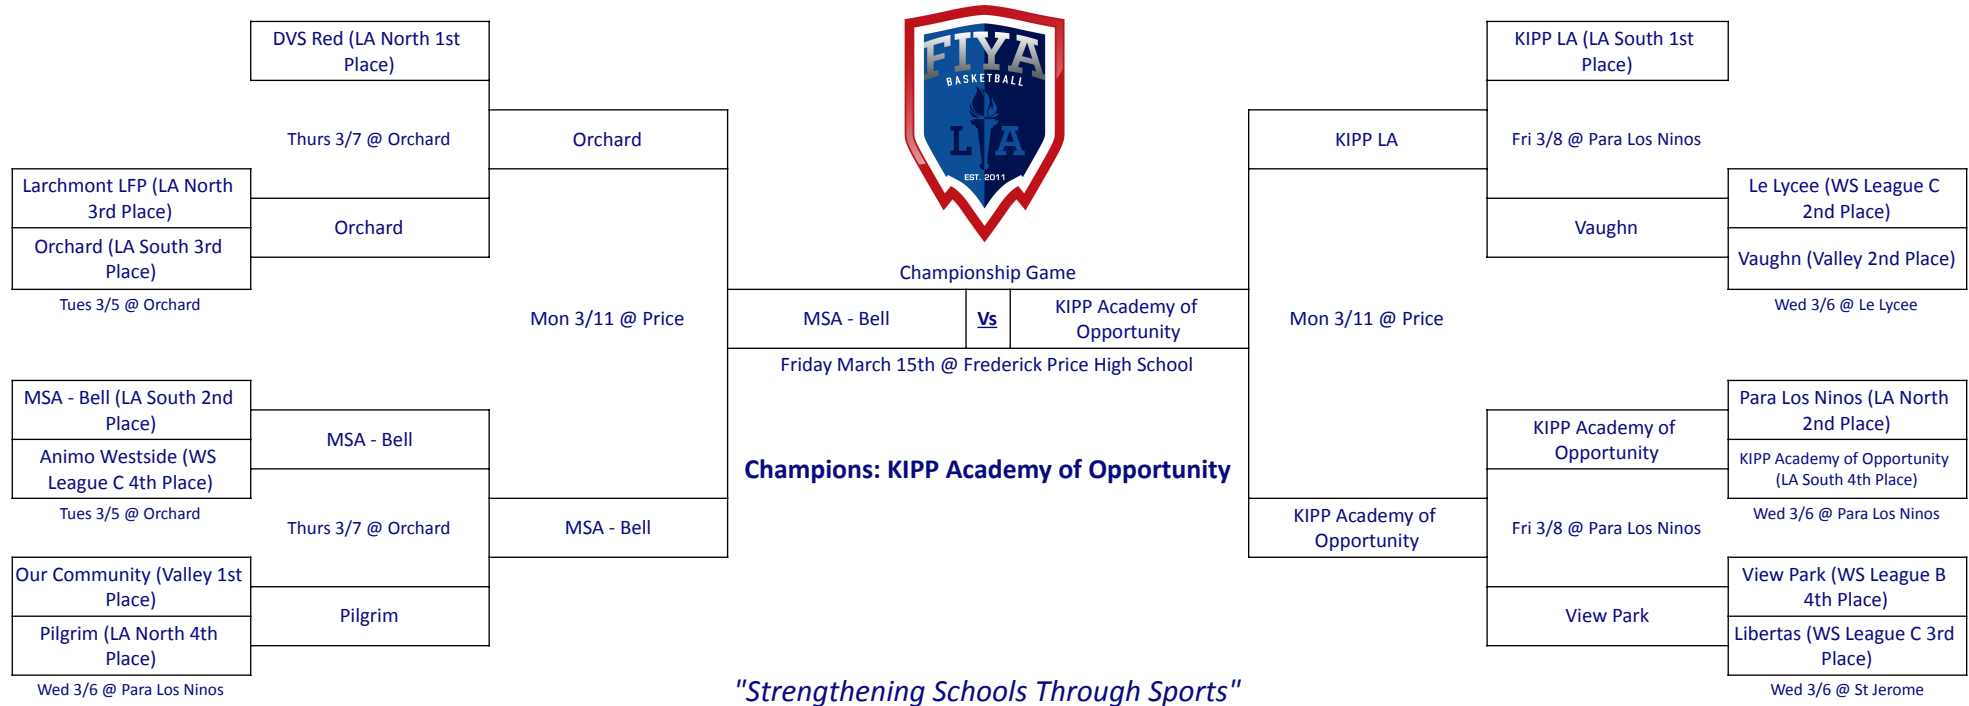 DVS Red (LA North 1st
Place)
Thurs 3/7 @ Orchard
Orchard
Larchmont LFP (LA North
3rd Place)
Orchard (LA South 3rd
Place)
Tues 3/5 @ Orchard
Orchard
Mon 3/11 @ Price
MSA - Bell (LA South 2nd
Place)
Animo Westside (WS
League C 4th Place)
Tues 3/5 @ Orchard
MSA - Bell
Thurs 3/7 @ Orchard
MSA - Bell
Our Community (Valley 1st
Place)
Pilgrim (LA North 4th
Place)
Wed 3/6 @ Para Los Ninos
Pilgrim
FIYA
BASKETBALL
LA
EST. 2011
Championship Game
MSA - Bell
Vs
KIPP Academy of
Opportunity
Friday March 15th @ Frederick Price High School
Champions: KIPP Academy of Opportunity
"Strengthening Schools Through Sports"
KIPP LA (LA South 1st
Place)
KIPP LA
Fri 3/8 @ Para Los Ninos
Vaughn
Le Lycee (WS League C
2nd Place)
Vaughn (Valley 2nd Place)
Wed 3/6 @ Le Lycee
Mon 3/11 @ Price
KIPP Academy of
Opportunity
Para Los Ninos (LA North
2nd Place)
KIPP Academy of Opportunity
(LA South 4th Place)
Wed 3/6 @ Para Los Ninos
KIPP Academy of
Opportunity
Fri 3/8 @ Para Los Ninos
View Park
View Park (WS League B
4th Place)
Libertas (WS League C 3rd
Place)
Wed 3/6 @ St Jerome